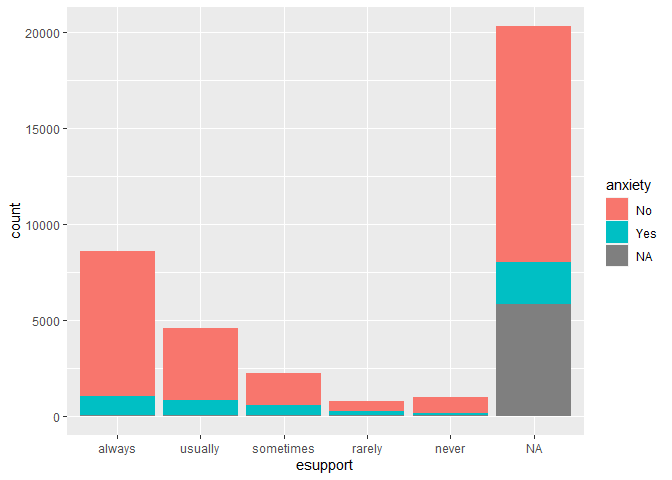 20000
15000
10000
5000
0
count
always usually sometimes rarely never NA
esupport
anxiety
No
Yes
NA